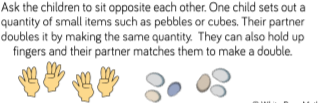 Ask the children to sit opposite each other. One child sets out a
quantity of small items such as pebbles or cubes. Their partner
doubles it by making the same quantity. They can also hold up
fingers and their partner matches them to make a double.